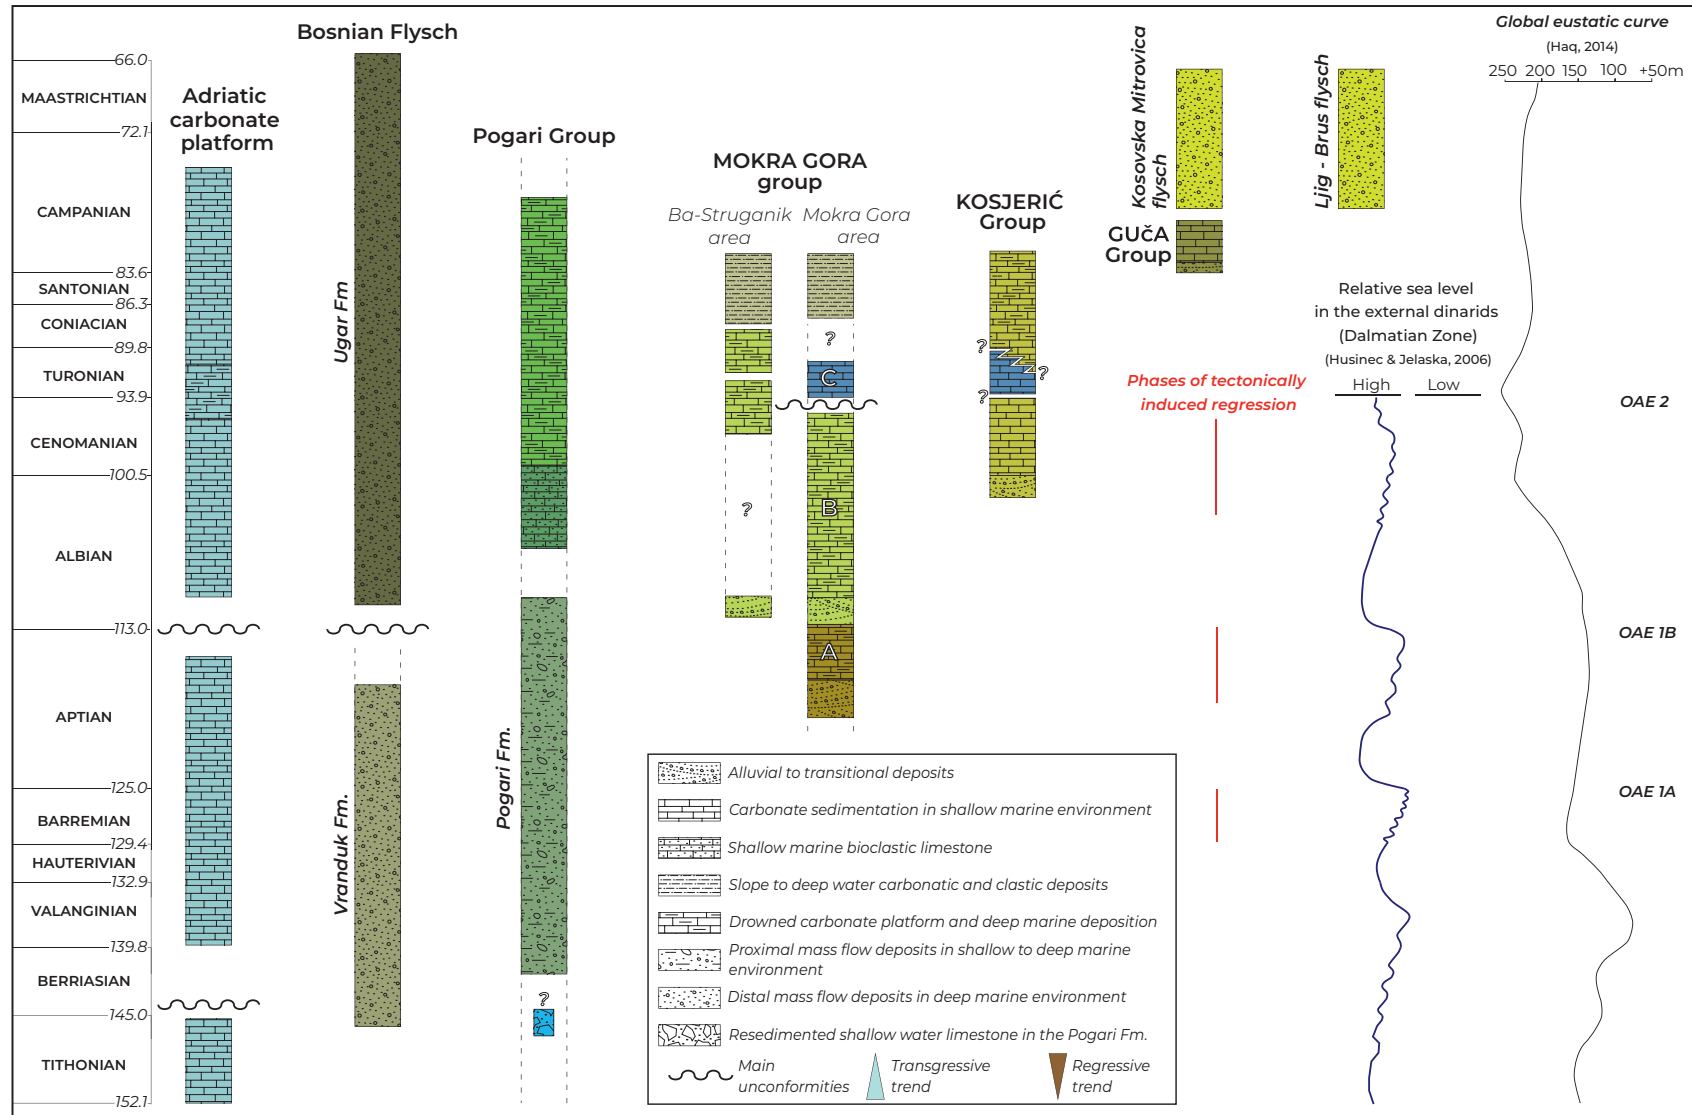 Bosnian Flysch
Global eustatic curve
(Haq, 2014)
250 200 150 100 +50m
66.0
MAASTRICHTIAN
72.1
CAMPANIAN
83.6
SANTONIAN
86.3
CONIACIAN
89.8
TURONIAN
93.9
CENOMANIAN
100.5
ALBIAN
113.0
APTIAN
125.0
BARREMIAN
129.4
HAUTERIVIAN
132.9
VALANGINIAN
139.8
BERRIASIAN
145.0
TITHONIAN
152.1
Adriatic
carbonate
platform
Ugar Fm
Vranduk Fm.
Pogari Group
Pogari Fm.
?
MOKRA GORA
group
Ba-Struganik
area
Mokra Gora
area
?
?
C
B
A
KOSJERIĆ
Group
?
?
?
Kosovska Mitrovica
flysch
GUčA
Group
Ljig - Brus flysch
Phases of tectonically
induced regression
Relative sea level
in the external dinarids
(Dalmatian Zone)
(Husinec & Jelaska, 2006)
High Low
OAE 2
OAE 1B
OAE 1A
Alluvial to transitional deposits
Carbonate sedimentation in shallow marine environment
Shallow marine bioclastic limestone
Slope to deep water carbonatic and clastic deposits
Drowned carbonate platform and deep marine deposition
Proximal mass flow deposits in shallow to deep marine
environment
Distal mass flow deposits in deep marine environment
Resedimented shallow water limestone in the Pogari Fm.
Main
unconformities
Transgressive
trend
Regressive
trend